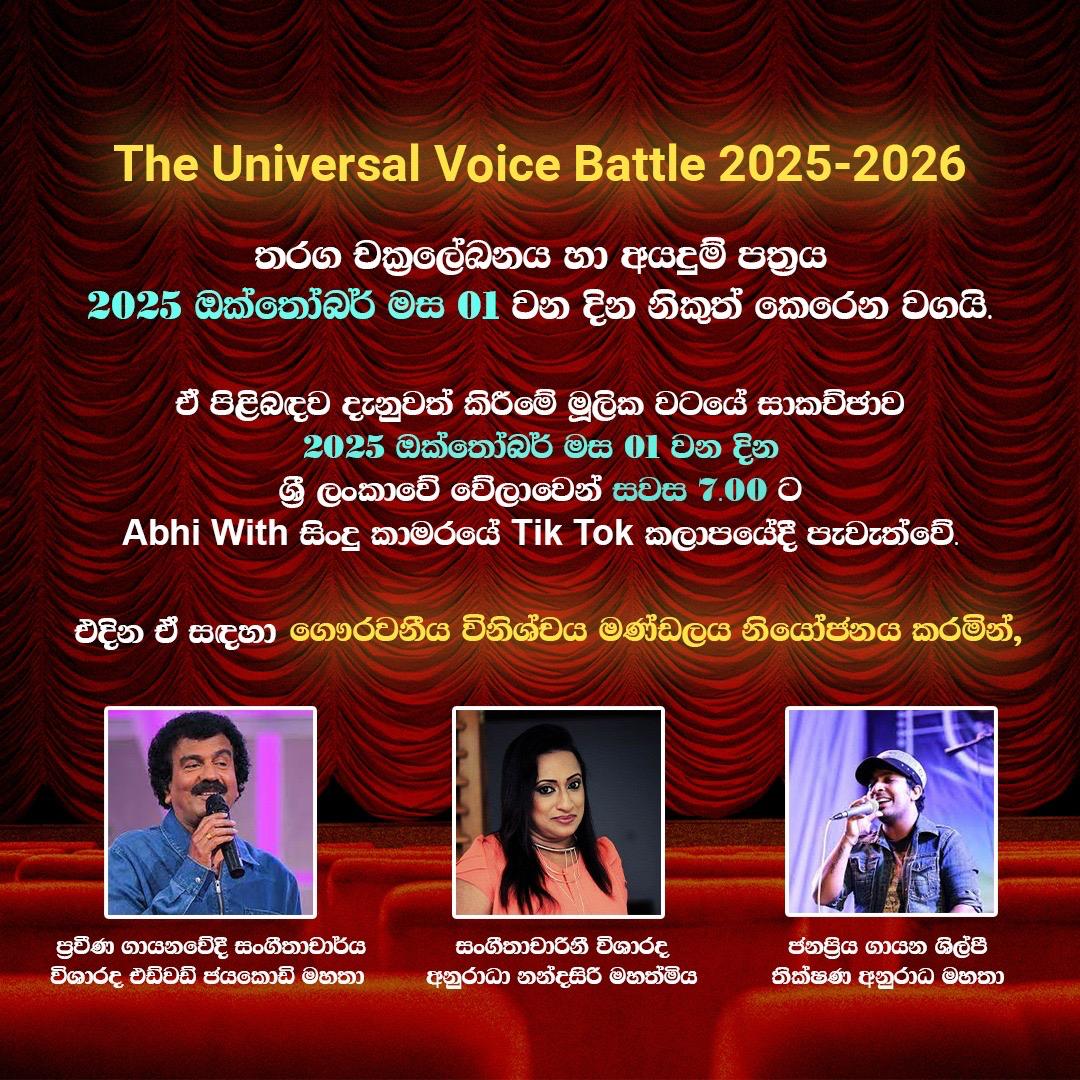 The Universal Voice Battle 2025-2026
තරග චක්‍රලේඛනය හා අයදුම් පත්‍රය
2025 ඔක්තෝබර් මස 01 වන දින නිකුත් කෙරෙන වගයි.
ඒ පිළිබඳව දැනුවත් කිරීමේ මූලික වටයේ සාකච්ඡාව
2025 ඔක්තෝබර් මස 01 වන දින
ශ්‍රී ලංකාවේ වේලාවෙන් සවස 7.00 ට
Abhi With සිංදු කාමරයේ Tik Tok කලාපයේදී පැවැත්වේ.
එදින ඒ සඳහා ගෞරවනීය විනිශ්චය මණ්ඩලය නියෝජනය කරමින්,
ප්‍රවීණ ගායනවේදී සංගීතාචාර්ය
විශාරද එඩ්වඩ් ජයකොඩි මහතා
සංගීතාචාරිනී විශාරද
අනුරාධා නන්දසිරි මහත්මිය
ජනප්‍රිය ගායන ශිල්පී
තික්ෂණ අනුරාධ මහතා